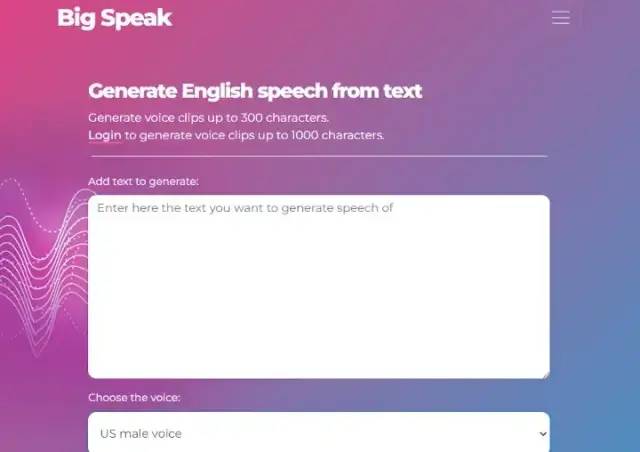 Big Speak
Generate English speech from text
Generate voice clips up to 300 characters.
Login to generate voice clips up to 1000 characters.
Add text to generate:
Enter here the text you want to generate speech of
Choose the voice:
US male voice